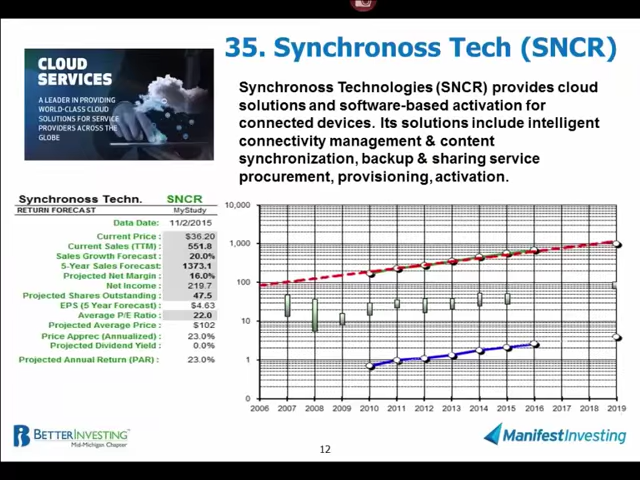 35. Synchronoss Tech (SNCR)
CLOUD
SERVICES
A LEADER IN PROVIDING
WORLD-CLASS CLOUD
SOLUTIONS FOR SERVICE
PROVIDERS ACROSS THE
GLOBE
Synchronoss Technologies (SNCR) provides cloud
solutions and software-based activation for
connected devices. Its solutions include intelligent
connectivity management & content
synchronization, backup & sharing service
procurement, provisioning, activation.
Synchronoss Techn. SNCR
RETURN FORECAST MyStudy
Data Date: 11/2/2015
Current Price: $36.20
Current Sales (TTM): 551.8
Sales Growth Forecast: 20.0%
5-Year Sales Forecast: 1373.1
Projected Net Margin: 16.0%
Net Income: 219.7
Projected Shares Outstanding: 47.5
EPS (5 Year Forecast): $4.63
Average P/E Ratio: 22.0
Projected Average Price: $102
Price Apprec (Annualized): 23.0%
Projected Dividend Yield: 0.0%
Projected Annual Return (PAR): 23.0%
10,000
1,000
100
10
1
0
2006 2007 2008 2009 2010 2011 2012 2013 2014 2015 2016 2017 2018 2019
BETTERINVESTING™
Mid-Michigan Chapter
12
ManifestInvesting